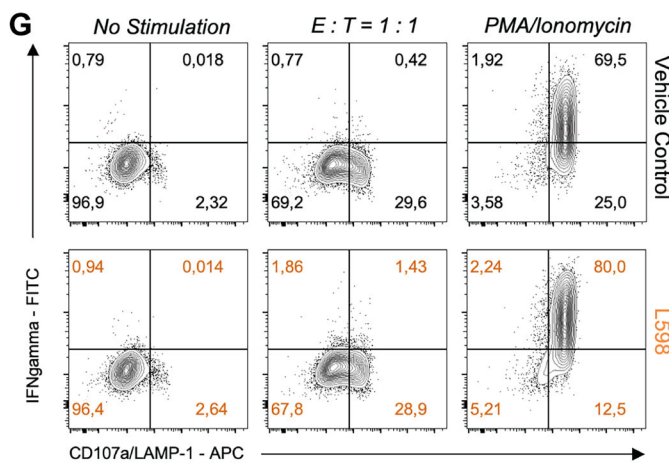 G
No Stimulation
E : T = 1 : 1
PMA/Ionomycin
0,79 0,018
0,77 0,42
1,92 69,5
96,9 2,32
69,2 29,6
3,58 25,0
Vehicle Control
0,94 0,014
1,86 1,43
2,24 80,0
96,4 2,64
67,8 28,9
5,21 12,5
L598
IFNgamma - FITC
CD107a/LAMP-1 - APC